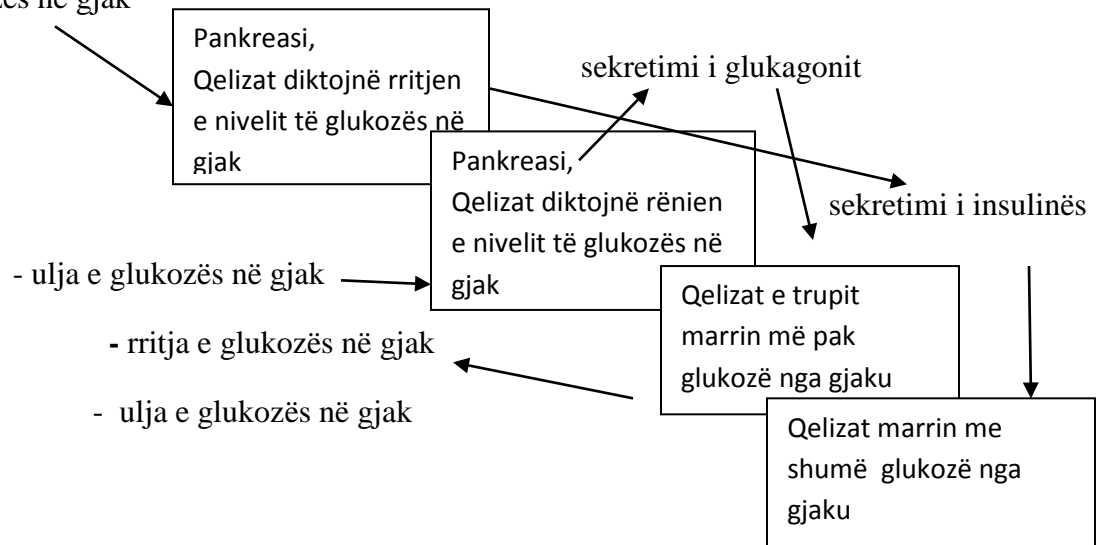 në gjak
Pankreasi,
Qelizat diktojnë rritjen
e nivelit të glukozës në
gjak
sekretimi i glukagonit
Pankreasi,
Qelizat diktojnë rënien
e nivelit të glukozës në
gjak
sekretimi i insulinës
- ulja e glukozës në gjak
- rritja e glukozës në gjak
- ulja e glukozës në gjak
Qelizat e trupit
marrin më pak
glukozë nga gjaku
Qelizat marrin me
shumë glukozë nga
gjaku